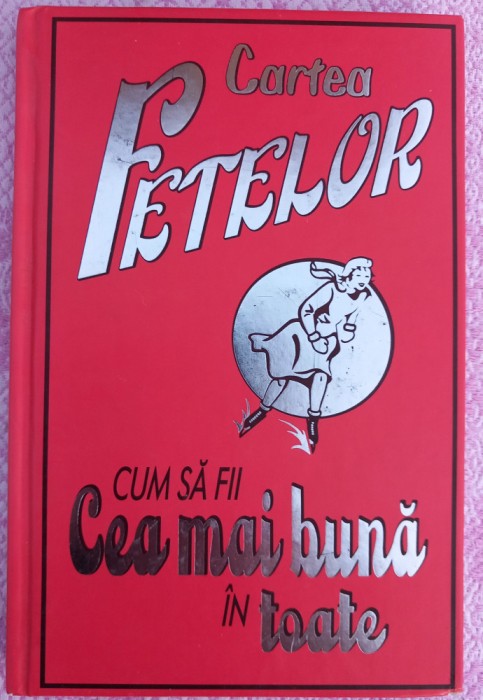 Cartea
FETELOR
CUM SĂ FII
Cea mai bună
ÎN toate